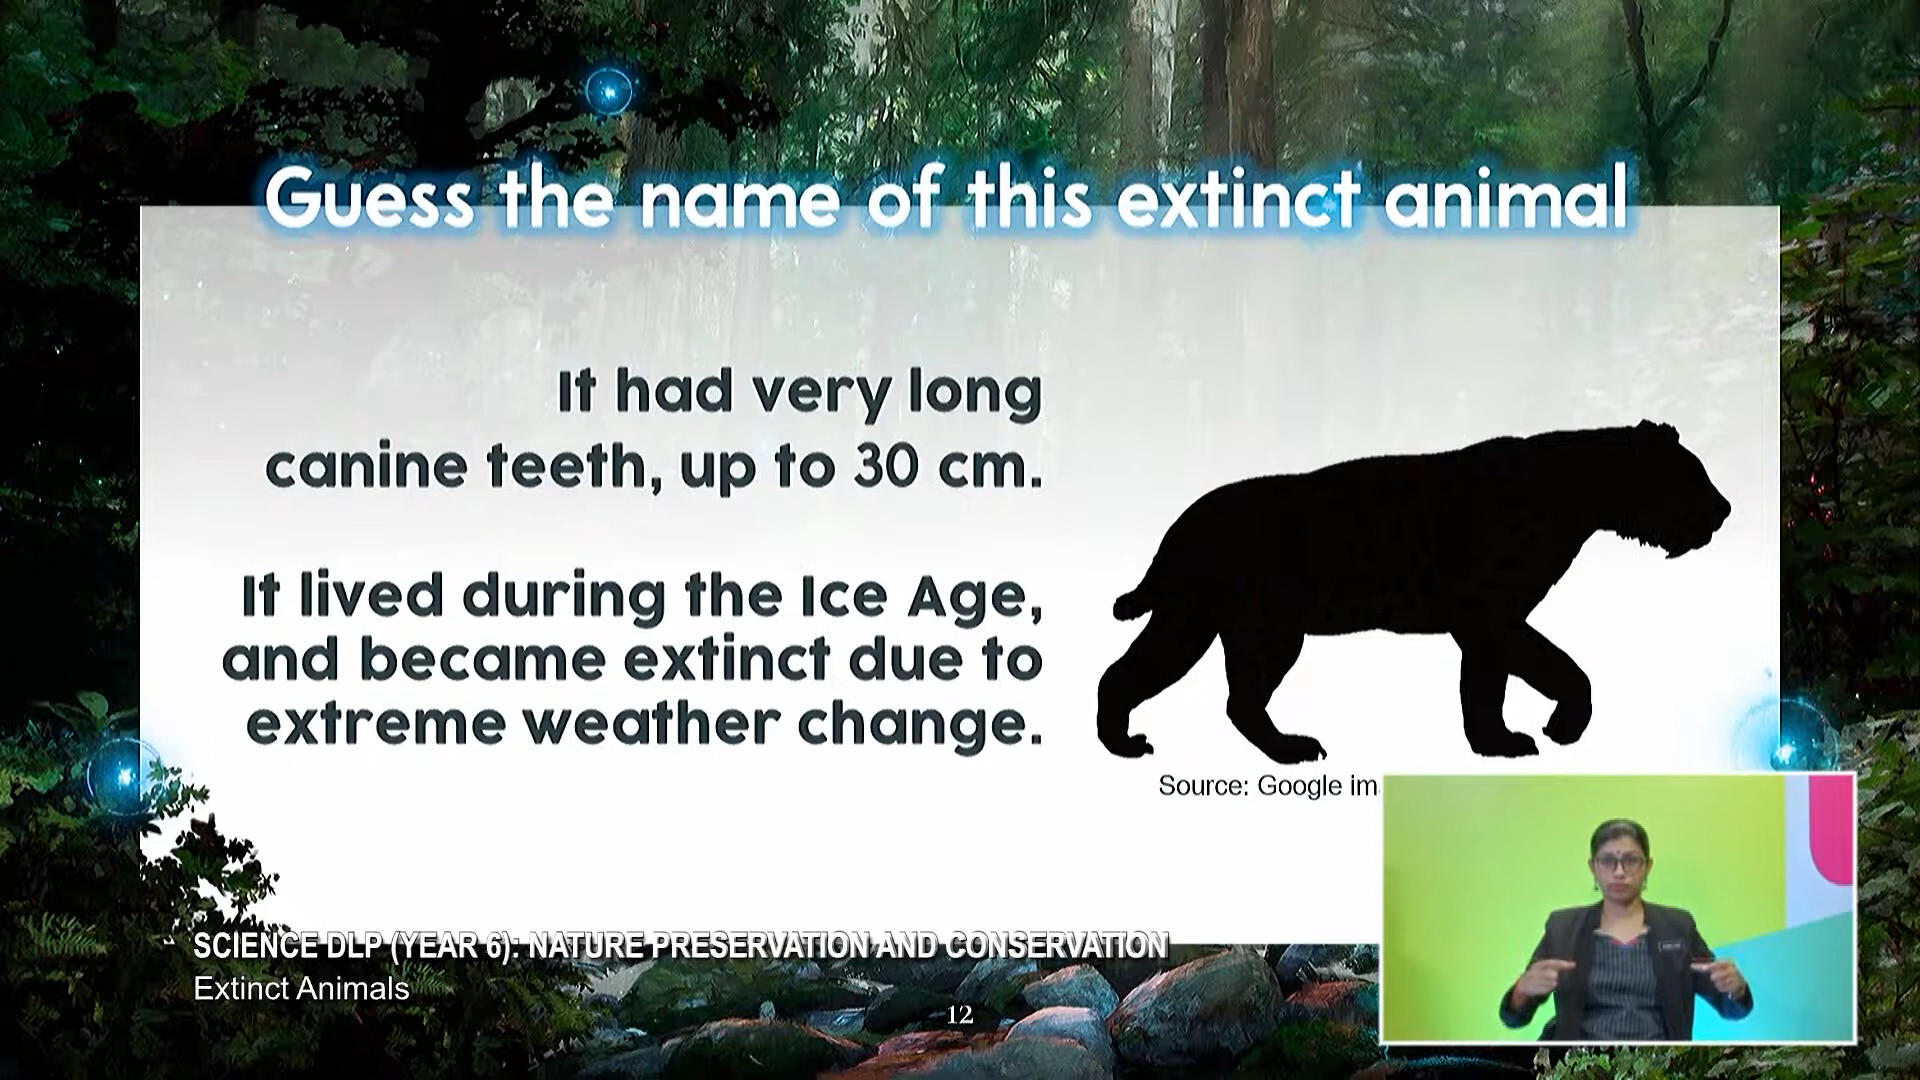 Guess the name of this extinct animal
It had very long
canine teeth, up to 30 cm.
It lived during the Ice Age,
and became extinct due to
extreme weather change.
Source: Google im
SCIENCE DLP (YEAR 6): NATURE PRESERVATION AND CONSERVATION
Extinct Animals
12